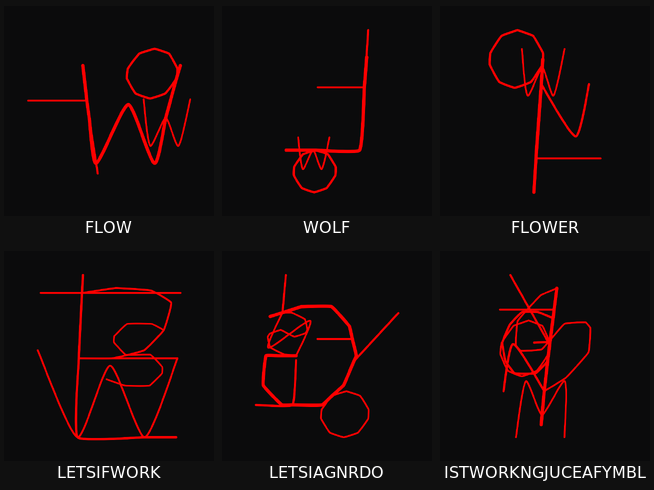 FLOW
WOLF
FLOWER
LETSIFWORK
LETSIAGNRDO
ISTWORKNGJUCEAFYMBL